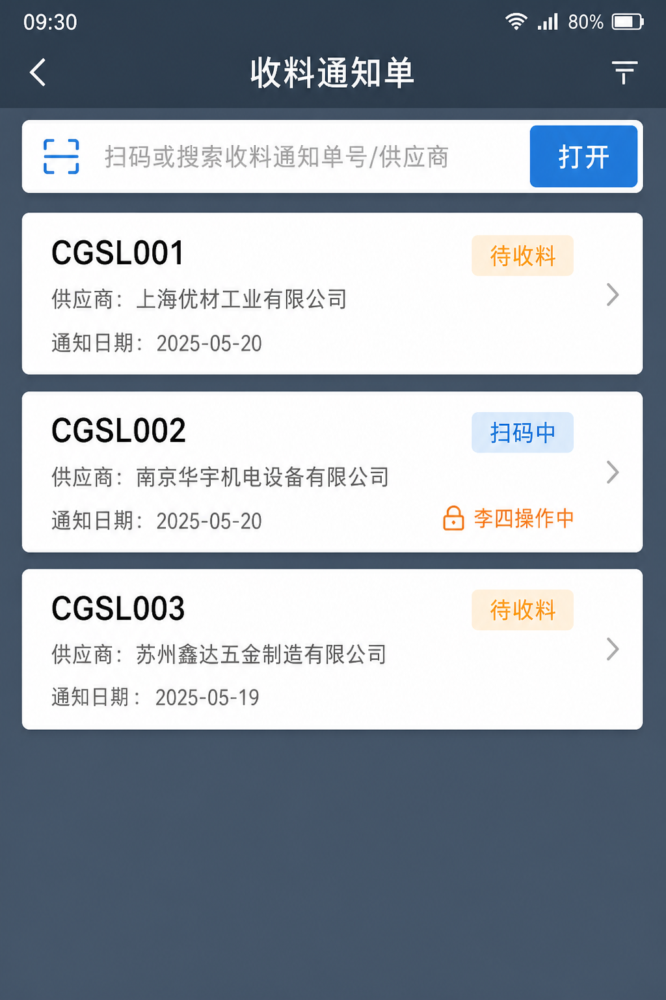 09:30 80%
收料通知单
扫码或搜索收料通知单号/供应商 打开
CGSL001 待收料
供应商：上海优材工业有限公司
通知日期：2025-05-20
CGSL002 扫码中
供应商：南京华宇机电设备有限公司
通知日期：2025-05-20 李四操作中
CGSL003 待收料
供应商：苏州鑫达五金制造有限公司
通知日期：2025-05-19